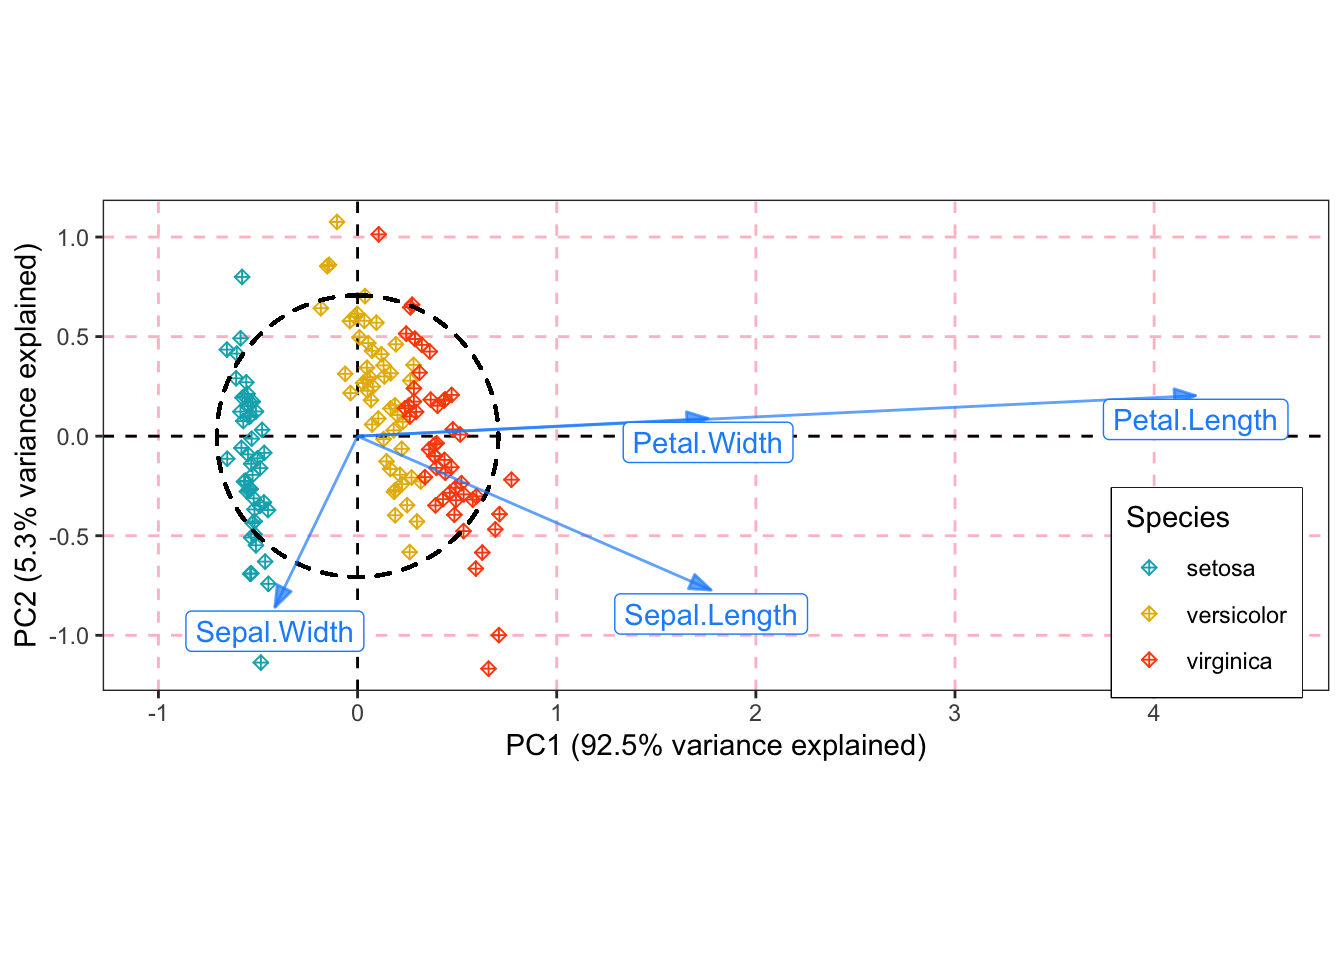 PC2 (5.3% variance explained)
1.0
0.5
0.0
-0.5
-1.0
Petal.Length
Petal.Width
Sepal.Length
Sepal.Width
Species
setosa
versicolor
virginica
-1
0
1
2
3
4
PC1 (92.5% variance explained)